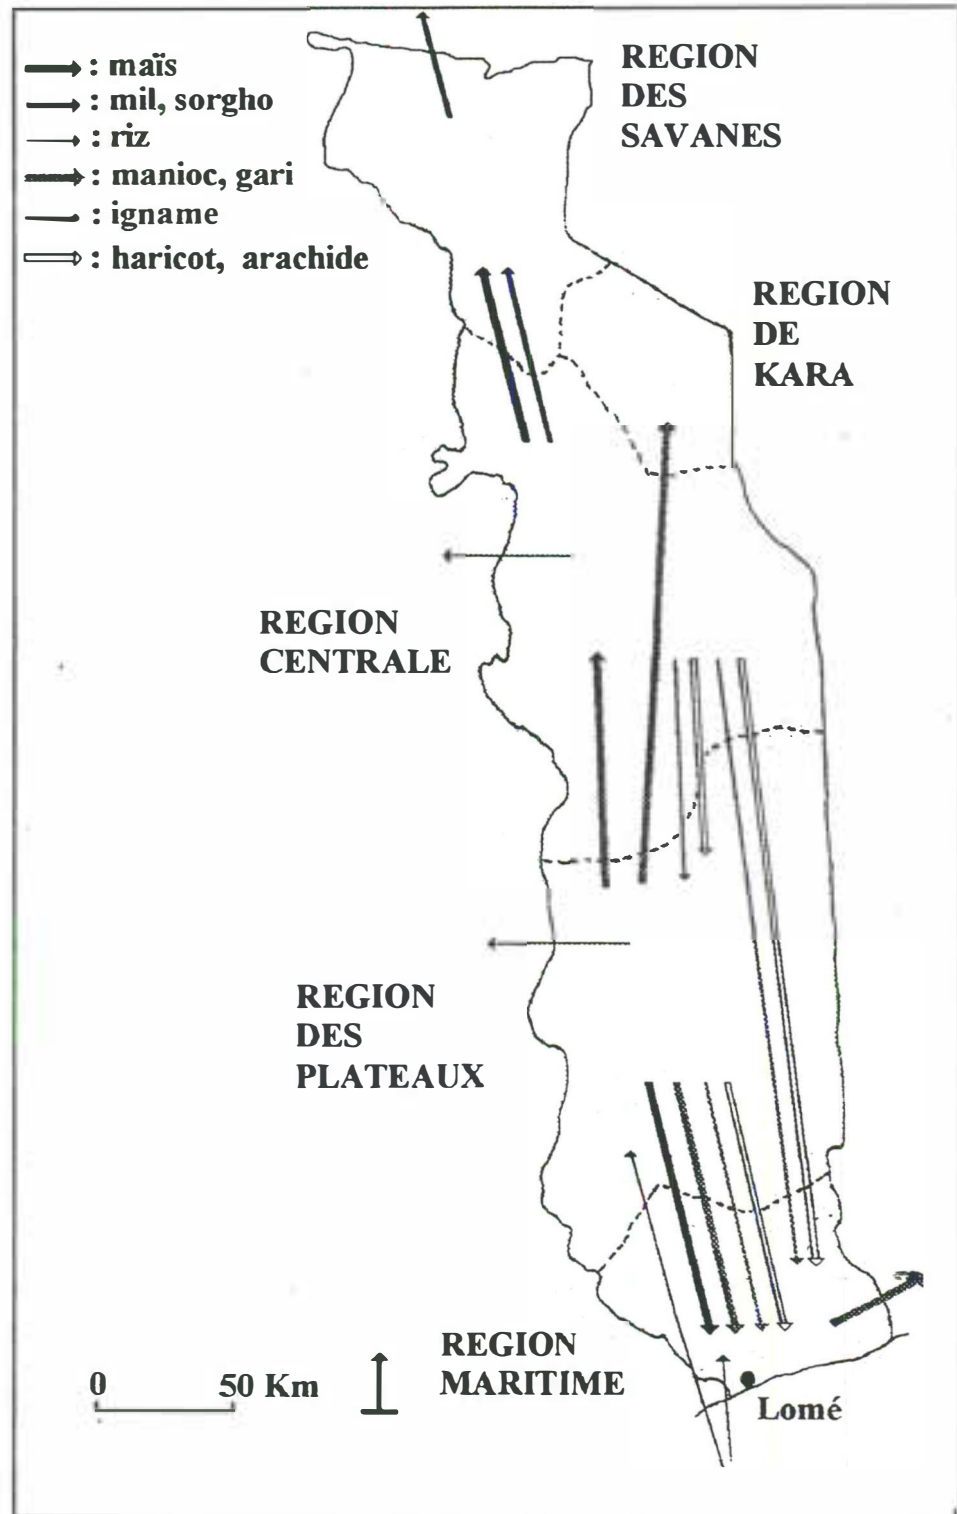 : maïs
: mil, sorgho
: riz
: manioc, gari
: igname
: haricot, arachide
REGION
DES
SAVANES
REGION
DE
KARA
REGION
CENTRALE
REGION
DES
PLATEAUX
REGION
MARITIME
0 50 Km
Lomé